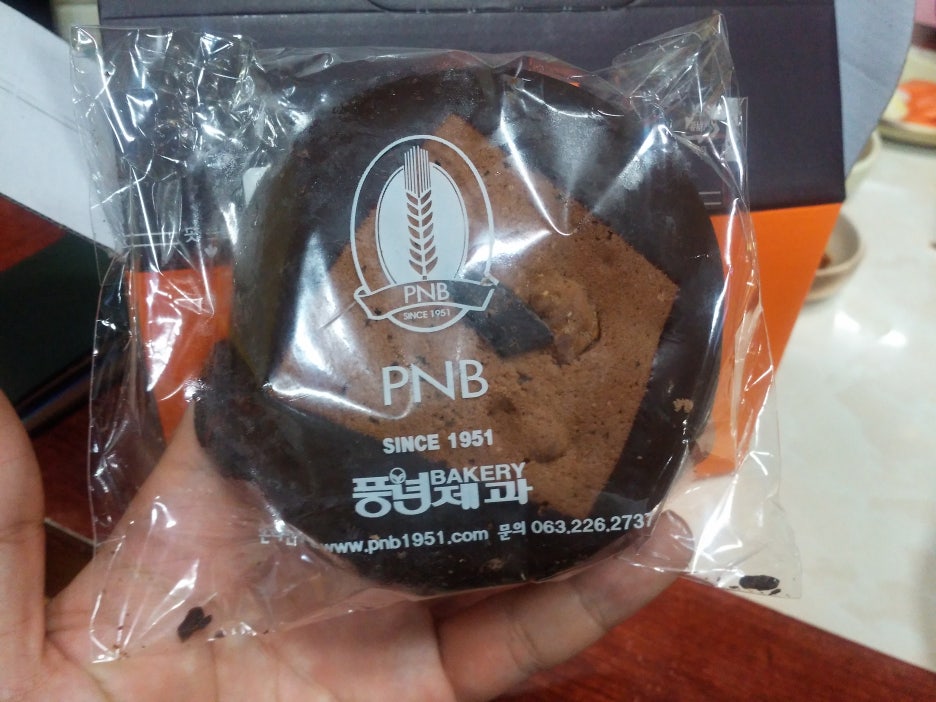 PNB
SINCE 1951
PNB
SINCE 1951
BAKERY
풍년제과
www.pnb1951.com 문의 063.226.2737